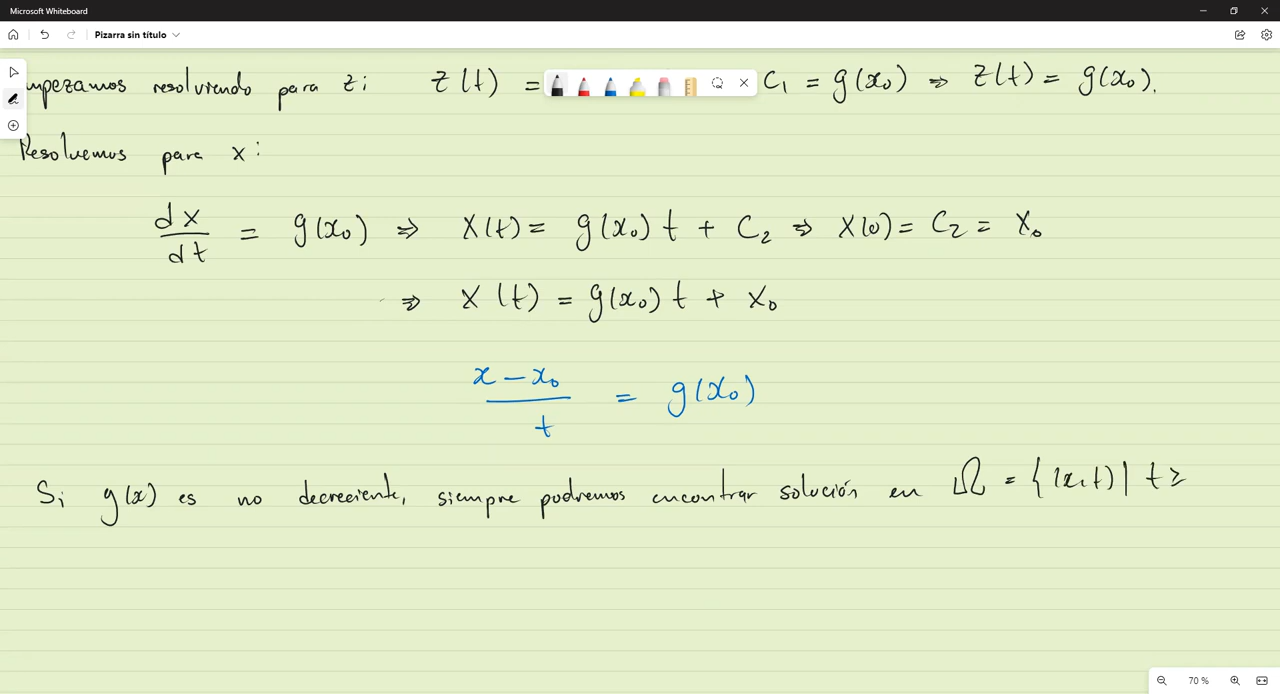 Microsoft Whiteboard
Pizarra sin título
mpezamos resolviendo para z: z(t) = C₁ = g(x₀) ⇒ z(t) = g(x₀).
Resolvemos para x:
dx/dt = g(x₀) ⇒ x(t) = g(x₀) t + C₂ ⇒ x(0) = C₂ = x₀
⇒ x(t) = g(x₀) t + x₀
x − x₀ / t = g(x₀)
Si g(x) es no decreciente, siempre podremos encontrar solución en Ω = {(x,t) | t ≥
70 %